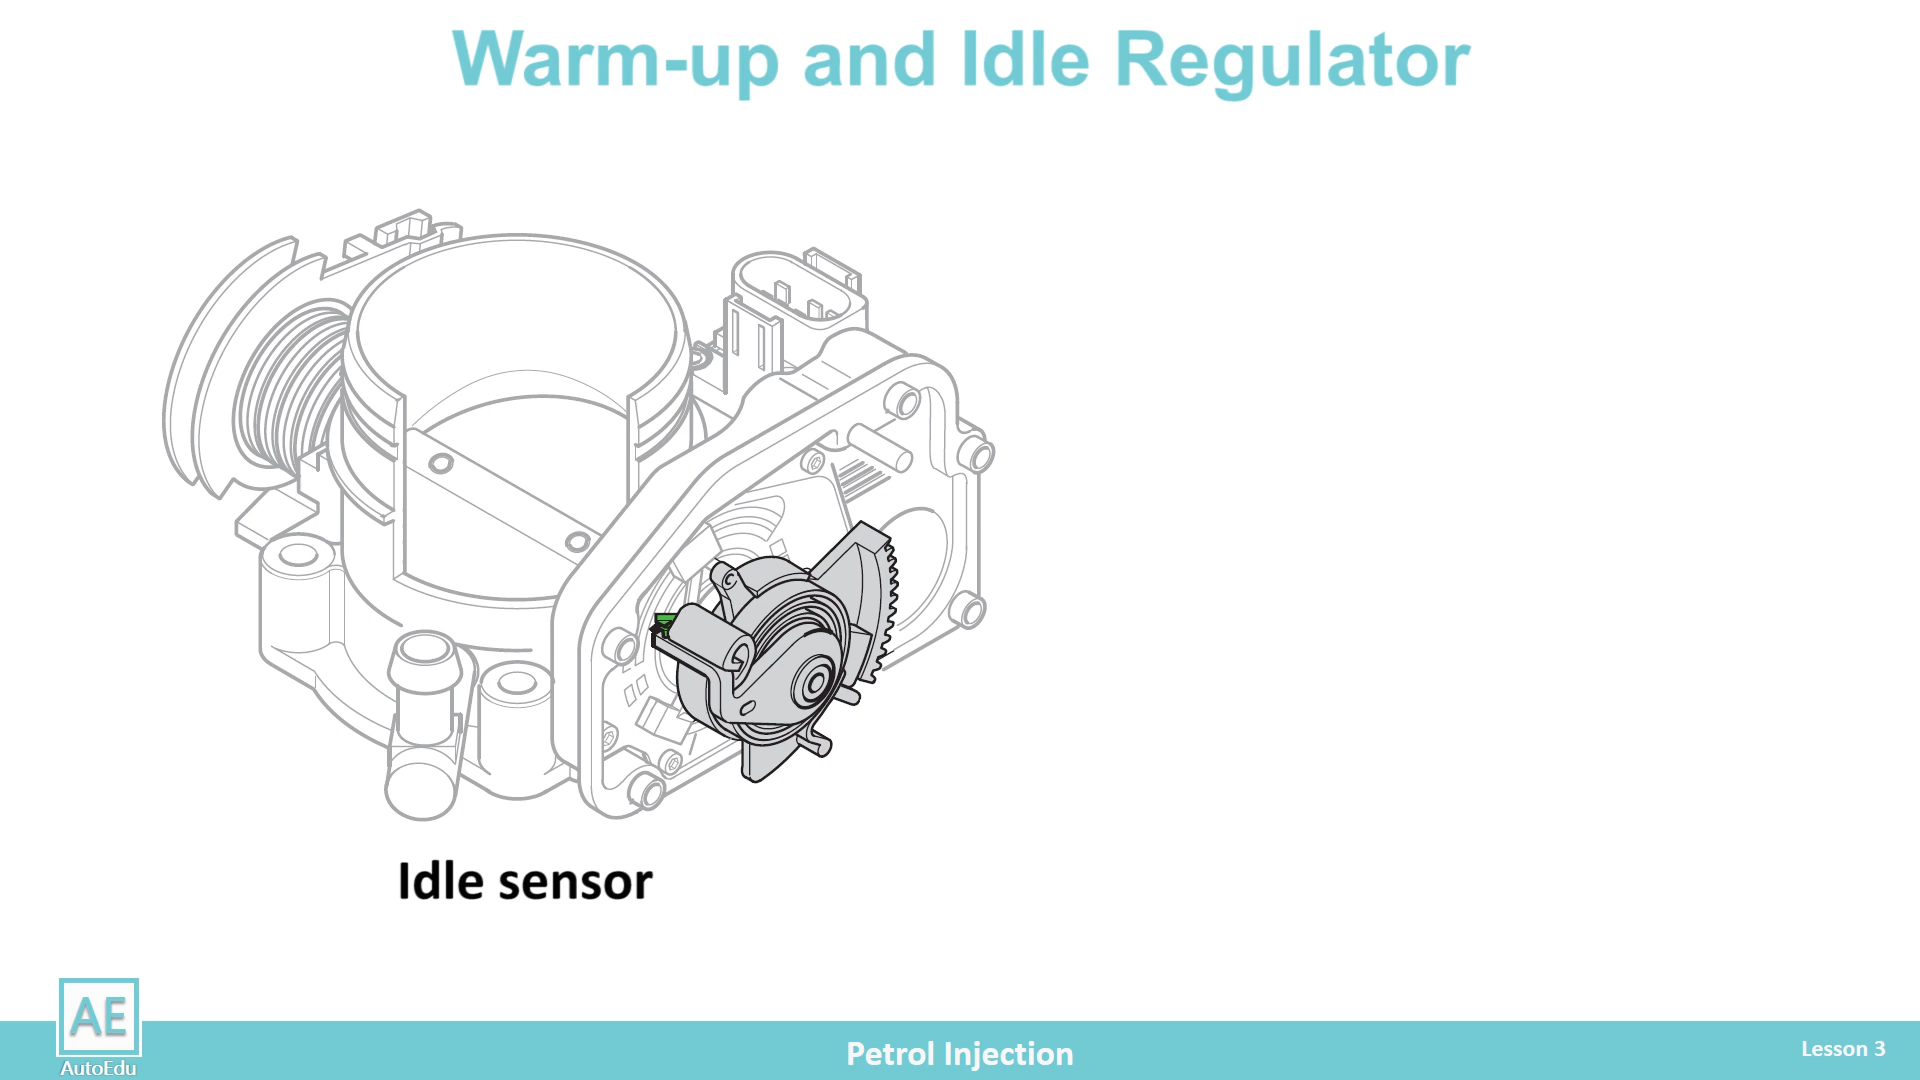 Warm-up and Idle Regulator
Idle sensor
AE
AutoEdu
Petrol Injection
Lesson 3